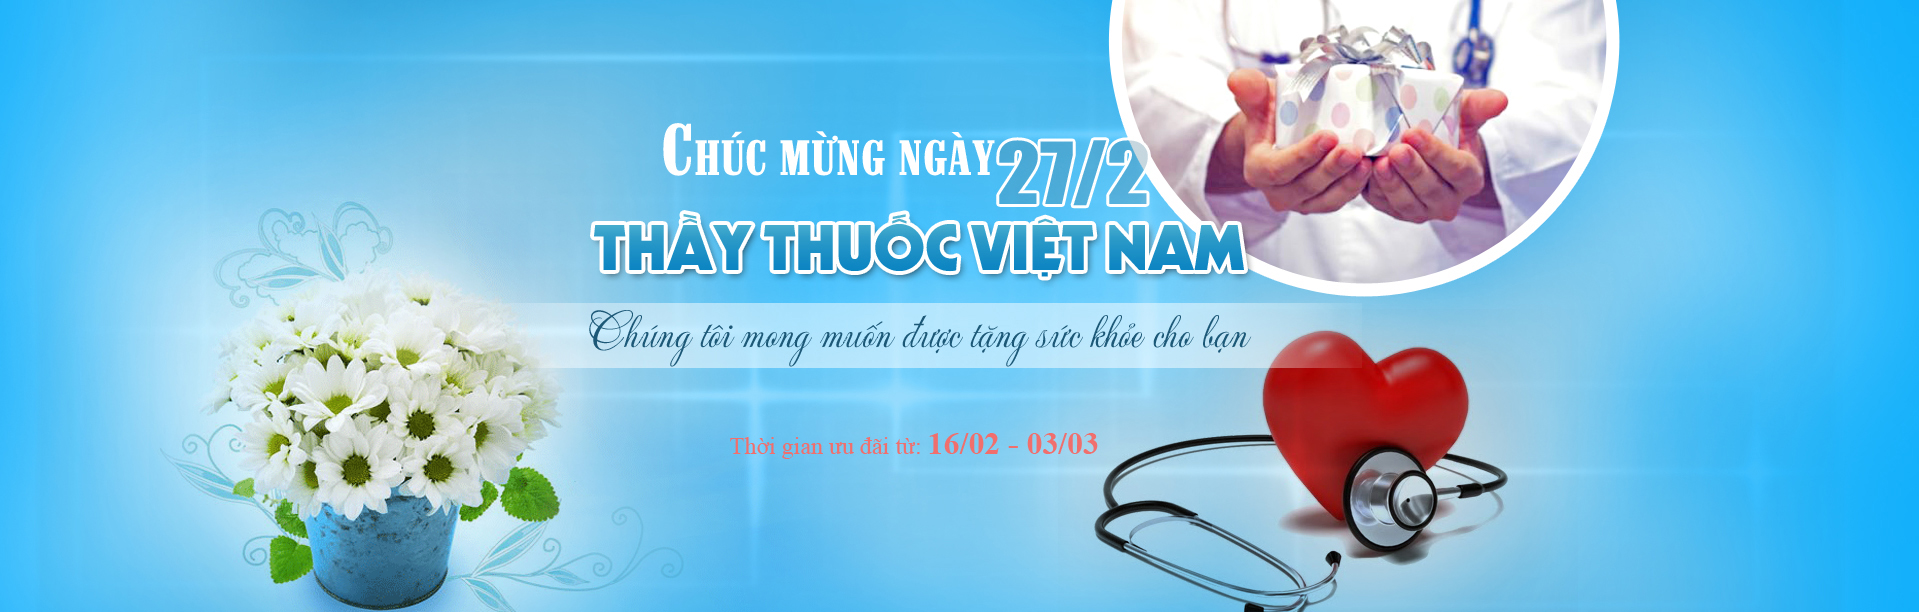 CHÚC MỪNG NGÀY 27/2
THẦY THUỐC VIỆT NAM
Chúng tôi mong muốn được tặng sức khỏe cho bạn
Thời gian ưu đãi từ: 16/02 - 03/03